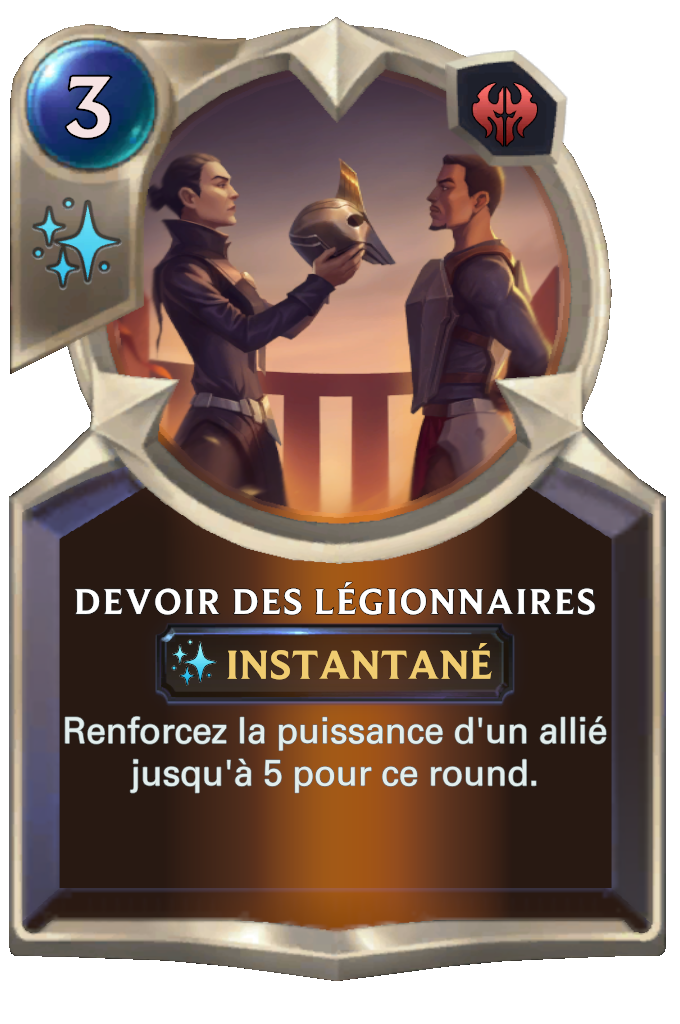 3
DEVOIR DES LÉGIONNAIRES
INSTANTANÉ
Renforcez la puissance d'un allié
jusqu'à 5 pour ce round.